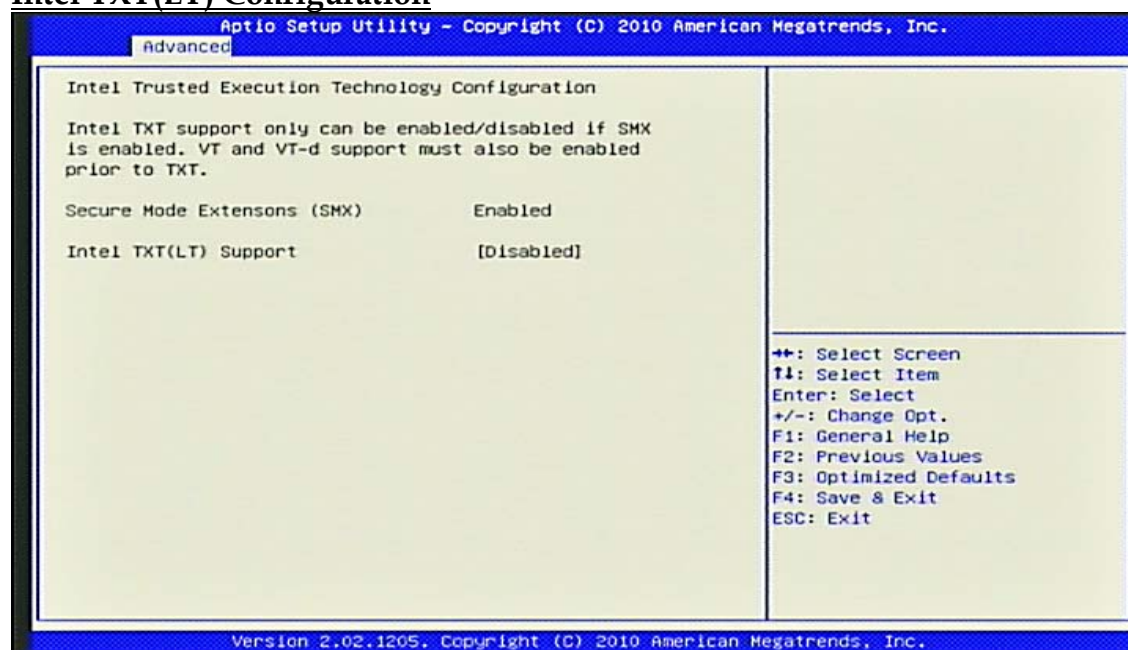 Intel TXT(LT) Configuration
Aptio Setup Utility – Copyright (C) 2010 American Megatrends, Inc.
Advanced
Intel Trusted Execution Technology Configuration
Intel TXT support only can be enabled/disabled if SMX
is enabled. VT and VT-d support must also be enabled
prior to TXT.
Secure Mode Extensons (SMX) Enabled
Intel TXT(LT) Support [Disabled]
→←: Select Screen
↑↓: Select Item
Enter: Select
+/-: Change Opt.
F1: General Help
F2: Previous Values
F3: Optimized Defaults
F4: Save & Exit
ESC: Exit
Version 2.02.1205. Copyright (C) 2010 American Megatrends, Inc.